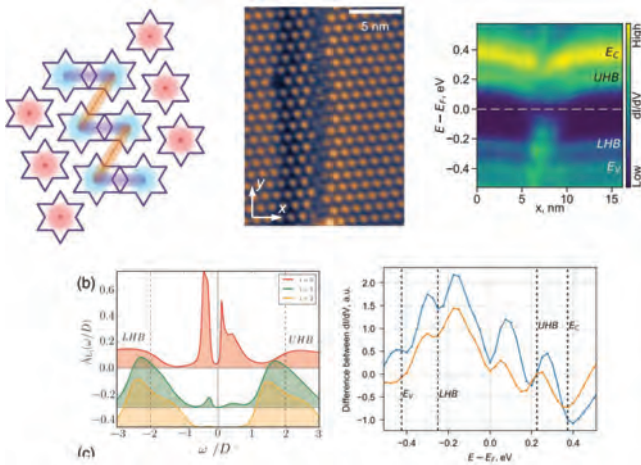 5 nm
y
x
E – E_F, eV
0.4
0.2
0.0
−0.2
−0.4
E_C
UHB
LHB
E_V
0
5
10
15
x, nm
High
dI/dV
Low
(b)
A_i,(ω/D)
0.6
0.4
0.2
0.0
−0.2
−0.4
LHB
UHB
−3
−2
−1
0
1
2
3
ω/D
(c)
Difference between dI/dV, a.u.
2.0
1.5
1.0
0.5
0.0
−0.5
−1.0
E_V
LHB
UHB
E_C
−0.4
−0.2
0.0
0.2
0.4
E – E_F, eV